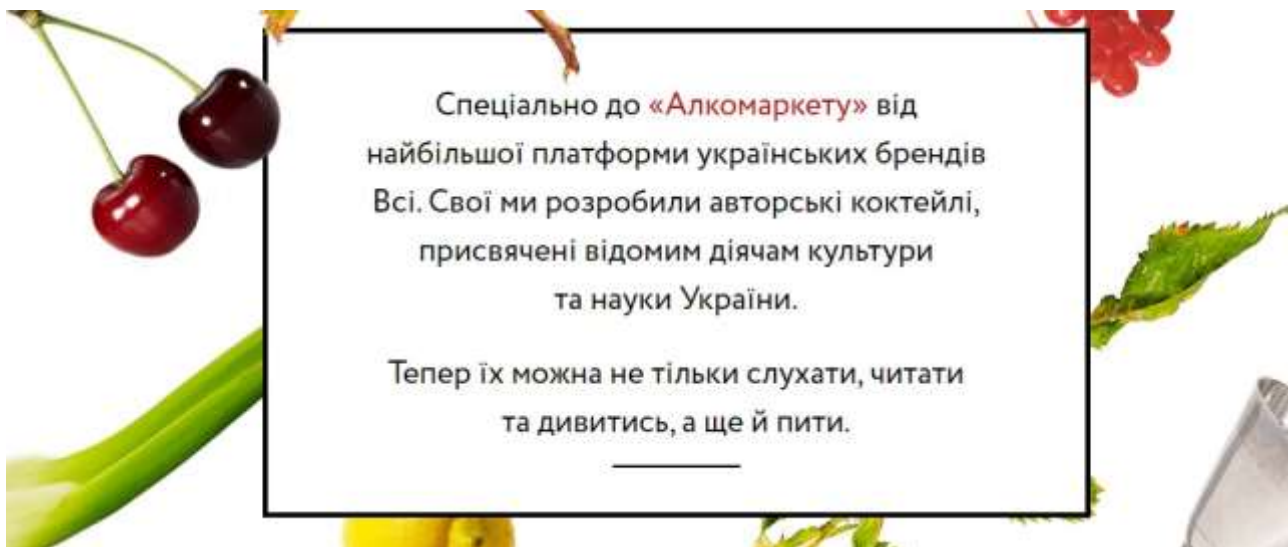 Спеціально до «Алкомаркету» від
найбільшої платформи українських брендів
Всі. Свої ми розробили авторські коктейлі,
присвячені відомим діячам культури
та науки України.
Тепер їх можна не тільки слухати, читати
та дивитись, а ще й пити.